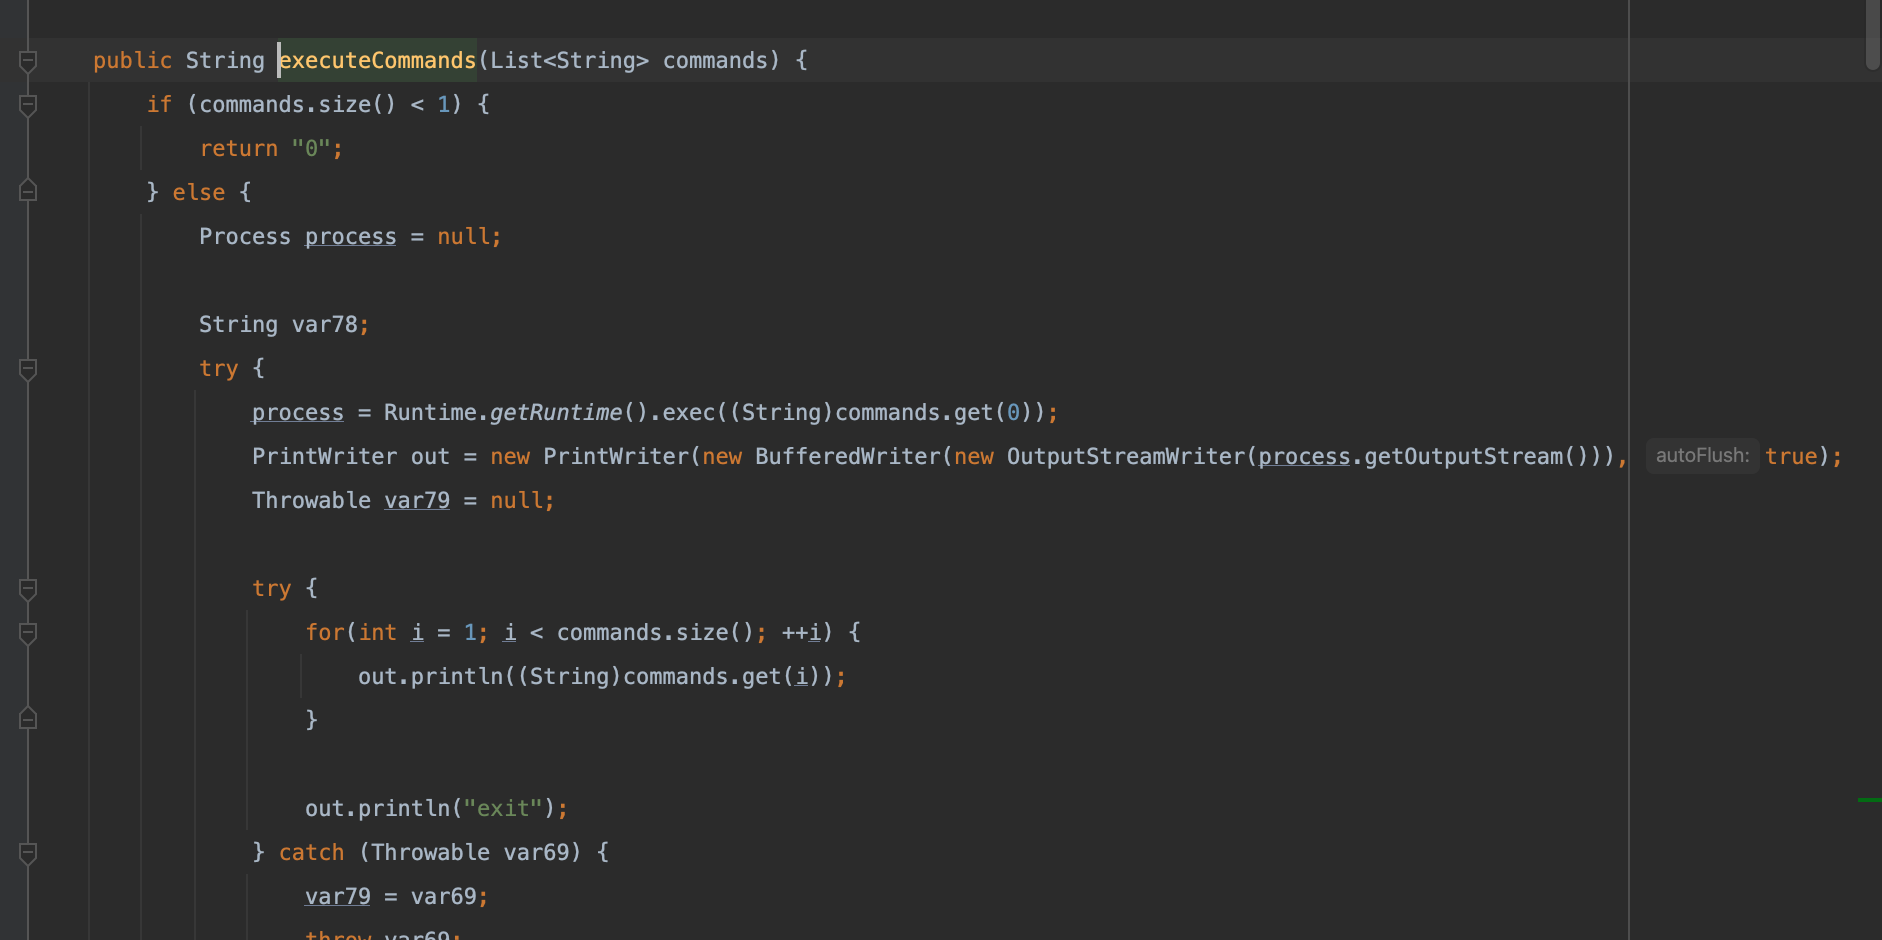 public String executeCommands(List<String> commands) {
if (commands.size() < 1) {
return "0";
} else {
Process process = null;
String var78;
try {
process = Runtime.getRuntime().exec((String)commands.get(0));
PrintWriter out = new PrintWriter(new BufferedWriter(new OutputStreamWriter(process.getOutputStream())), autoFlush: true);
Throwable var79 = null;
try {
for(int i = 1; i < commands.size(); ++i) {
out.println((String)commands.get(i));
}
out.println("exit");
} catch (Throwable var69) {
var79 = var69;
throw var69;